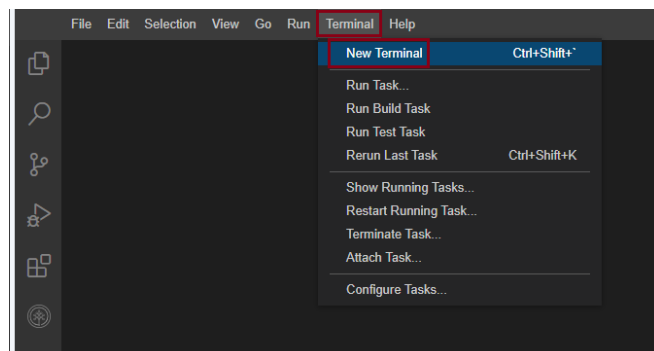 File Edit Selection View Go Run Terminal Help
New Terminal Ctrl+Shift+`
Run Task...
Run Build Task
Run Test Task
Rerun Last Task Ctrl+Shift+K
Show Running Tasks...
Restart Running Task...
Terminate Task...
Attach Task...
Configure Tasks...